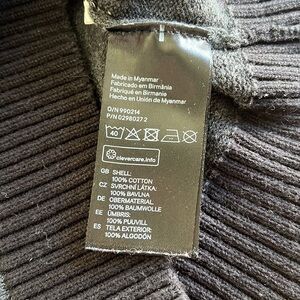 Made in Myanmar
Fabricado em Birmânia
Fabriqué en Birmanie
Hecho en Unión de Myanmar
O/N 990214
P/N 02980272
40
clevercare.info
GB SHELL:
100% COTTON
CZ SVRCHNÍ LÁTKA:
100% BAVLNA
DE OBERMATERIAL:
100% BAUMWOLLE
EE ÜMBRIS:
100% PUUVILL
ES TELA EXTERIOR:
100% ALGODÓN